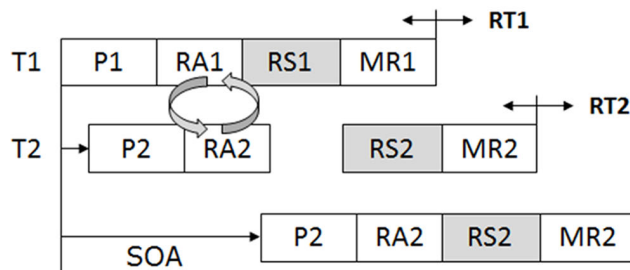 RT1
T1 P1 RA1 RS1 MR1
RT2
T2 P2 RA2 RS2 MR2
P2 RA2 RS2 MR2
SOA